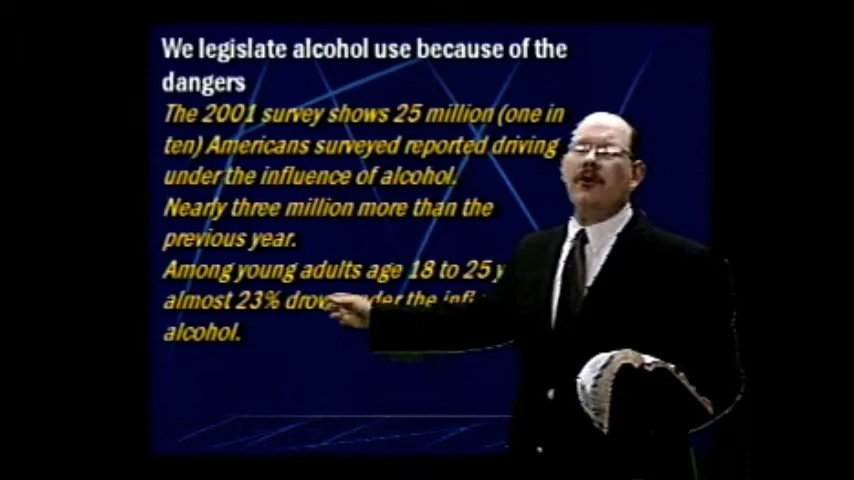 We legislate alcohol use because of the
dangers
The 2001 survey shows 25 million (one in
ten) Americans surveyed reported driving
under the influence of alcohol.
Nearly three million more than the
previous year.
Among young adults age 18 to 25
almost 23% the
alcohol.